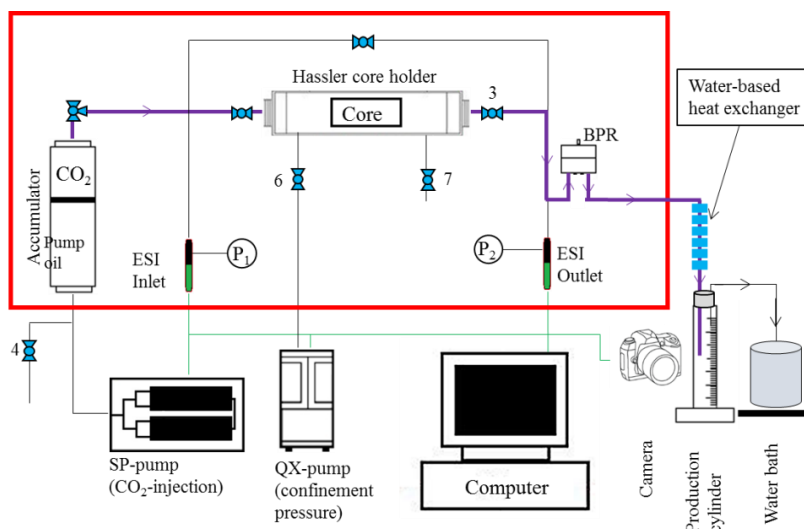 Hassler core holder
3
Water-based
heat exchanger
Core
BPR
CO₂
6
7
Accumulator
Pump
oil
P₁
P₂
ESI
Inlet
ESI
Outlet
4
SP-pump
(CO₂-injection)
QX-pump
(confinement
pressure)
Computer
Camera
Production
cylinder
Water bath